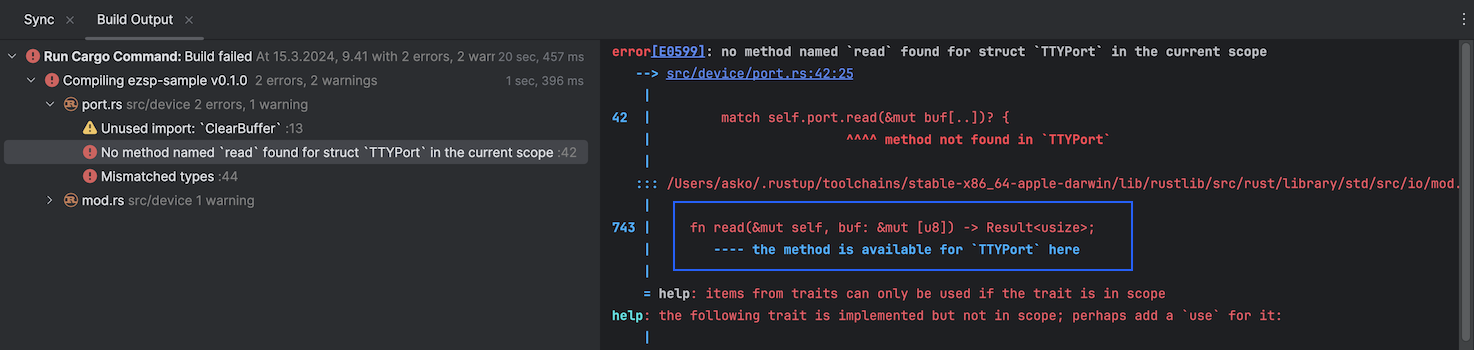 Sync
Build Output
Run Cargo Command: Build failed At 15.3.2024, 9.41 with 2 errors, 2 warr 20 sec, 457 ms
Compiling ezsp-sample v0.1.0 2 errors, 2 warnings 1 sec, 396 ms
port.rs src/device 2 errors, 1 warning
Unused import: `ClearBuffer` :13
No method named `read` found for struct `TTYPort` in the current scope :42
Mismatched types :44
mod.rs src/device 1 warning
error[E0599]: no method named `read` found for struct `TTYPort` in the current scope
--> src/device/port.rs:42:25
|
42 | match self.port.read(&mut buf[..])? {
| ^^^^ method not found in `TTYPort`
|
::: /Users/asko/.rustup/toolchains/stable-x86_64-apple-darwin/lib/rustlib/src/rust/library/std/src/io/mod.
|
743 | fn read(&mut self, buf: &mut [u8]) -> Result<usize>;
| ---- the method is available for `TTYPort` here
|
= help: items from traits can only be used if the trait is in scope
help: the following trait is implemented but not in scope; perhaps add a `use` for it:
|